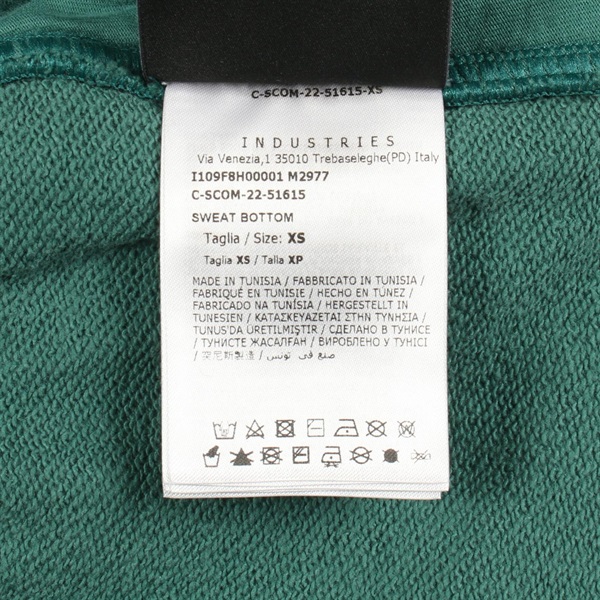 C-SCOM-22-51615-XS
INDUSTRIES
Via Venezia,1 35010 Trebaseleghe(PD) Italy
I109F8H00001 M2977
C-SCOM-22-51615
SWEAT BOTTOM
Taglia / Size: XS
Taglia XS / Talla XP
MADE IN TUNISIA / FABBRICATO IN TUNISIA /
FABRIQUÉ EN TUNISIE / HECHO EN TÚNEZ /
FABRICADO NA TUNÍSIA / HERGESTELLT IN
TUNESIEN / ΚΑΤΑΣΚΕΥΑΖΕΤΑΙ ΣΤΗΝ ΤΥΝΗΣΙΑ /
TUNUS'DA ÜRETİLMİŞTİR / СДЕЛАНО В ТУНИСЕ
/ ТУНИСТЕ ЖАСАЛҒАН / ВИРОБЛЕНО У ТУНІСІ
/ 突尼斯製造 / صنع في تونس